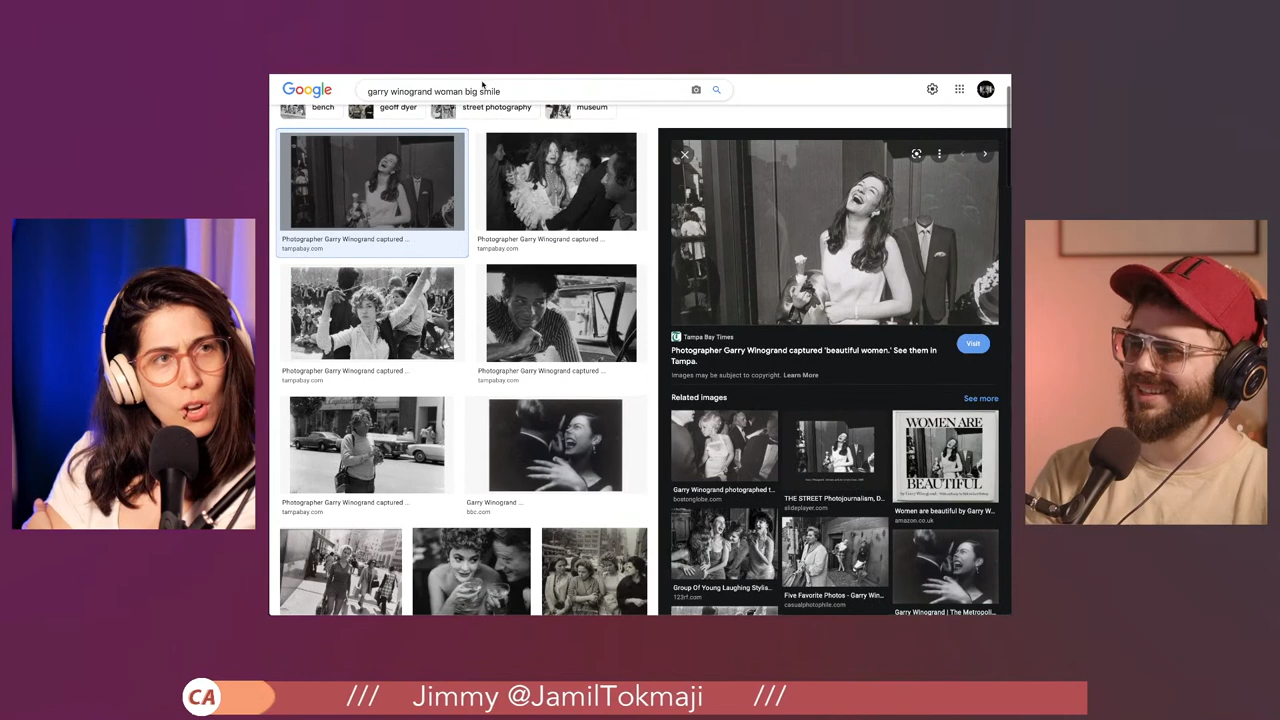 Google
garry winogrand woman big smile
bench
geoff dyer
street photography
museum
Photographer Garry Winogrand captured ...
tampabay.com
Photographer Garry Winogrand captured ...
tampabay.com
Photographer Garry Winogrand captured ...
tampabay.com
Photographer Garry Winogrand captured ...
tampabay.com
Photographer Garry Winogrand captured ...
tampabay.com
Garry Winogrand ...
bbc.com
Tampa Bay Times
Photographer Garry Winogrand captured 'beautiful women.' See them in
Tampa.
Visit
Images may be subject to copyright. Learn More
Related images
See more
Garry Winogrand photographed t...
bostonglobe.com
THE STREET Photojournalism, D...
slideplayer.com
WOMEN ARE
BEAUTIFUL
by Garry Winogrand
Women are beautiful by Garry W...
amazon.co.uk
Group Of Young Laughing Stylis...
123rf.com
Five Favorite Photos - Garry Win...
casualphotophile.com
Garry Winogrand | The Metropoli...
CA
/// Jimmy @JamilTokmaji ///